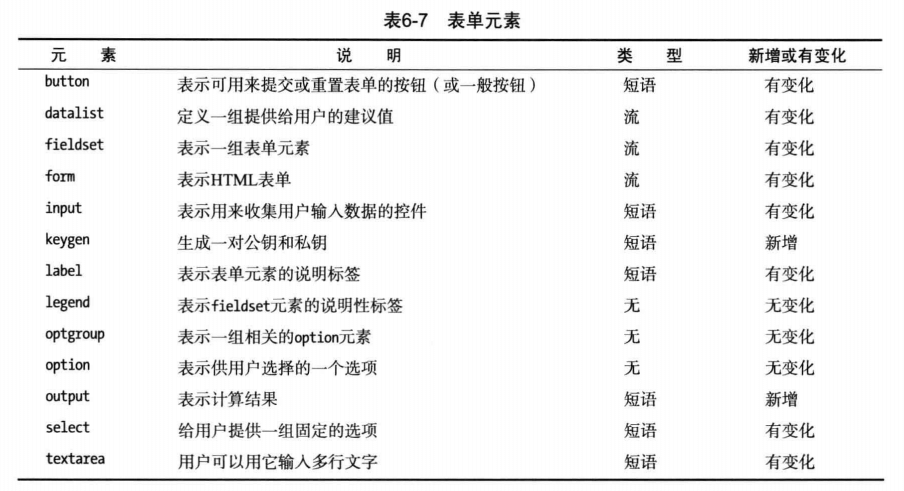 表6-7 表单元素
元 素 说 明 类 型 新增或有变化
button 表示可用来提交或重置表单的按钮（或一般按钮） 短语 有变化
datalist 定义一组提供给用户的建议值 流 有变化
fieldset 表示一组表单元素 流 有变化
form 表示HTML表单 流 有变化
input 表示用来收集用户输入数据的控件 短语 有变化
keygen 生成一对公钥和私钥 短语 新增
label 表示表单元素的说明标签 短语 有变化
legend 表示fieldset元素的说明性标签 无 无变化
optgroup 表示一组相关的option元素 无 无变化
option 表示供用户选择的一个选项 无 无变化
output 表示计算结果 短语 新增
select 给用户提供一组固定的选项 短语 有变化
textarea 用户可以用它输入多行文字 短语 有变化